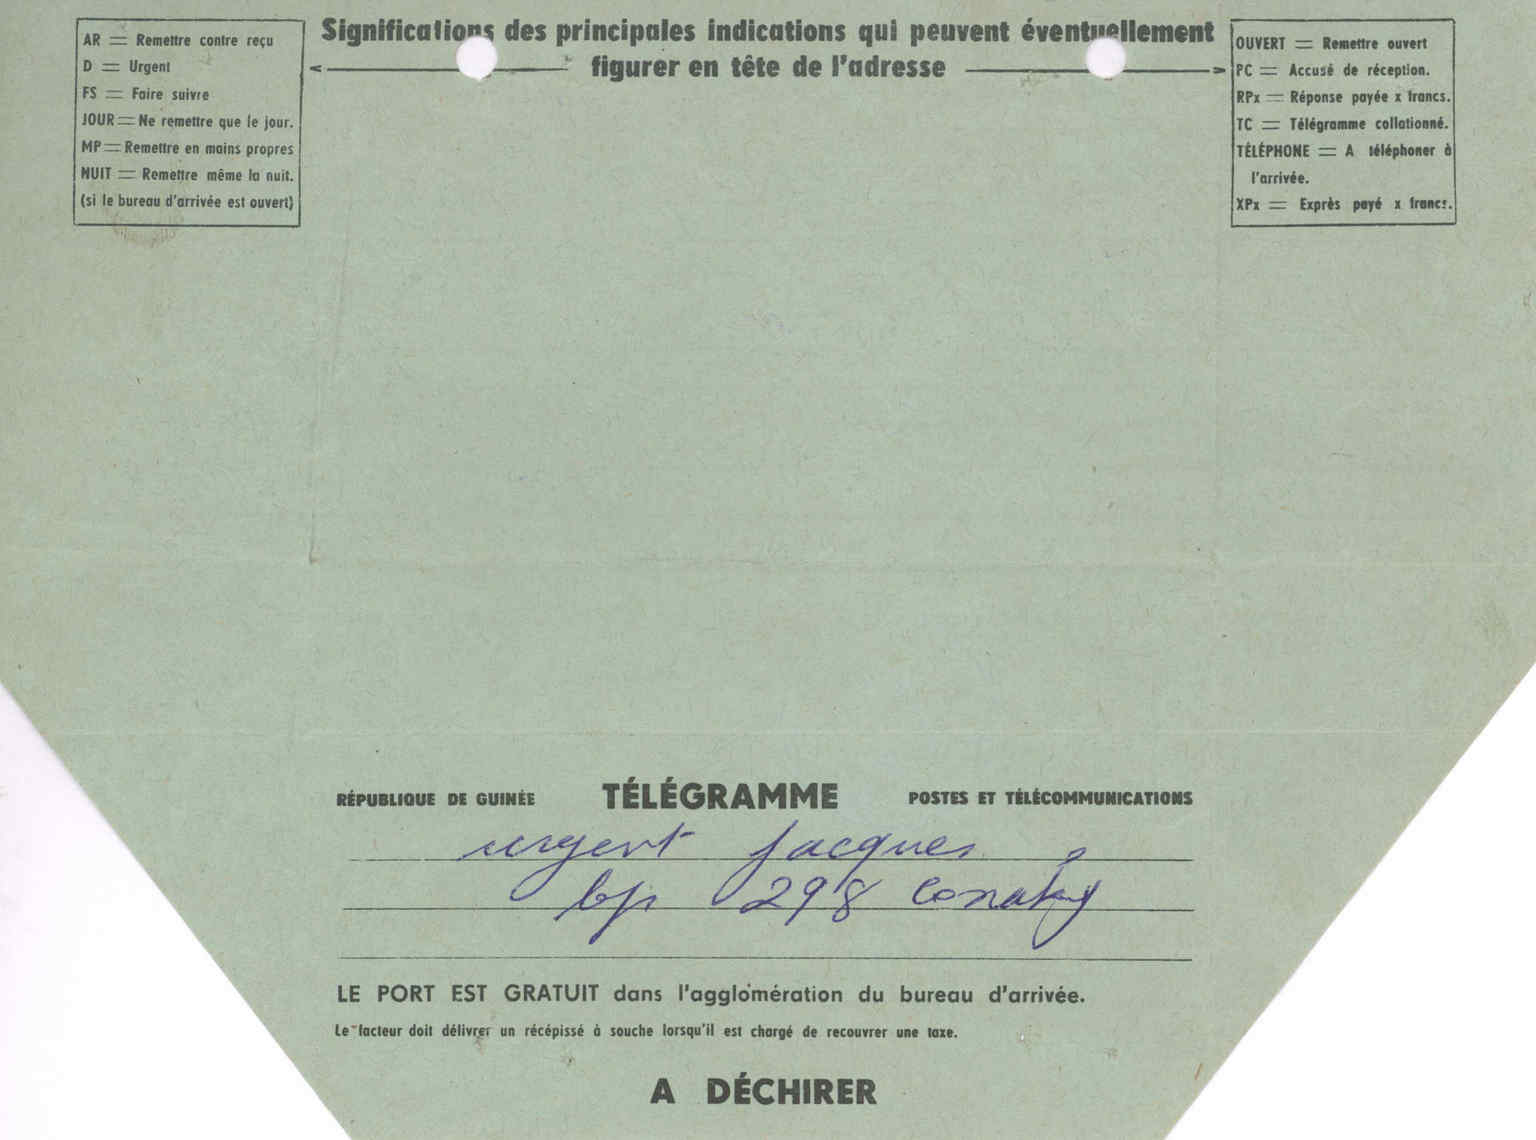 Significations des principales indications qui peuvent éventuellement
figurer en tête de l'adresse
AR = Remettre contre reçu
D = Urgent
FS = Faire suivre
JOUR = Ne remettre que le jour.
MP = Remettre en mains propres
NUIT = Remettre même la nuit.
(si le bureau d'arrivée est ouvert)
OUVERT = Remettre ouvert
PC = Accusé de réception.
RPx = Réponse payée x francs.
TC = Télégramme collationné.
TÉLÉPHONE = A téléphoner à
l'arrivée.
XPx = Exprès payé x francs.
RÉPUBLIQUE DE GUINÉE TÉLÉGRAMME POSTES ET TÉLÉCOMMUNICATIONS
urgent Jacques
bp 298 Conakry
LE PORT EST GRATUIT dans l'agglomération du bureau d'arrivée.
Le facteur doit délivrer un récépissé à souche lorsqu'il est chargé de recouvrer une taxe.
A DÉCHIRER